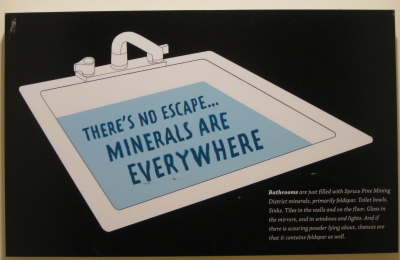 THERE'S NO ESCAPE...
MINERALS ARE
EVERYWHERE
Bathrooms are just filled with Spruce Pine Mining
District minerals, primarily feldspar. Toilet bowls.
Sinks. Tiles in the walls and on the floor. Glass in
the mirrors, and in windows and lights. And if
there is scouring powder lying about, chances are
that it contains feldspar as well.